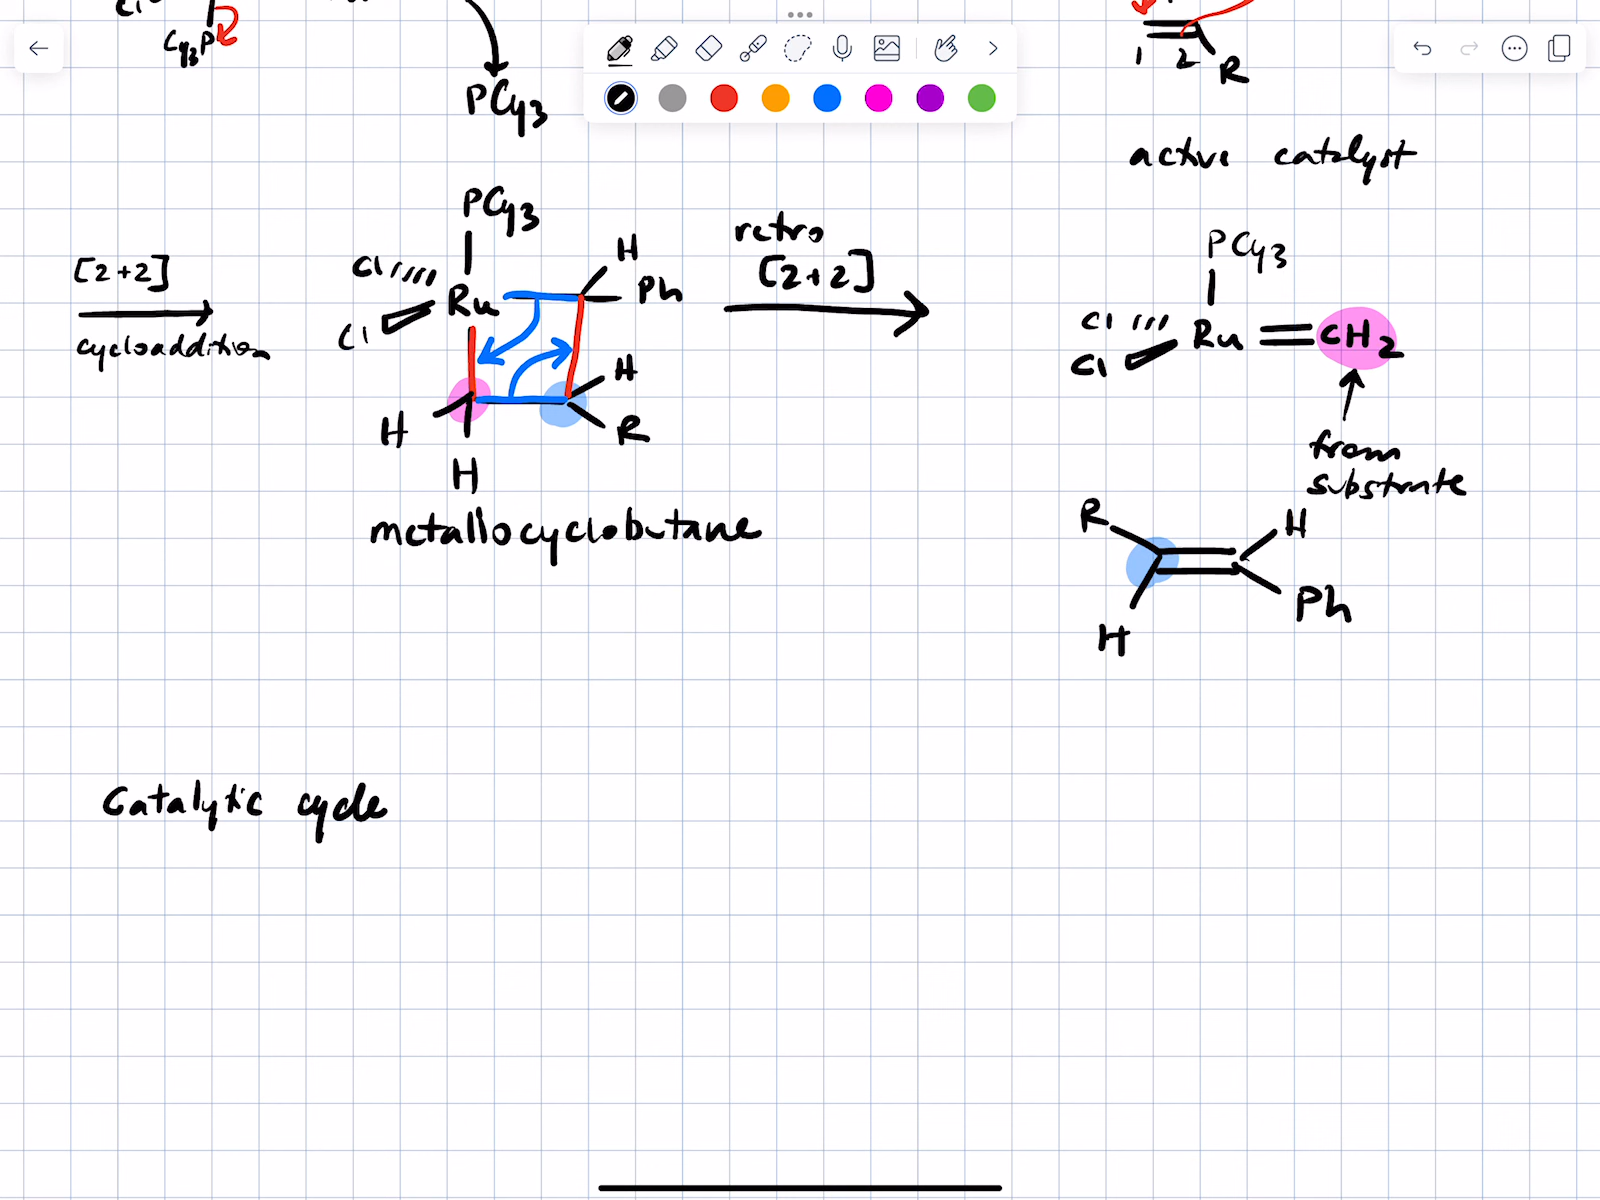 Cy3P
PCy3
1 2 R
active catalyst
[2+2]
cycloaddition
PCy3
Cl
Cl
Ru
H
Ph
H
R
H
H
metallocyclobutane
retro
[2+2]
PCy3
Cl
Cl
Ru
CH2
from
substrate
R
H
H
Ph
Catalytic cycle